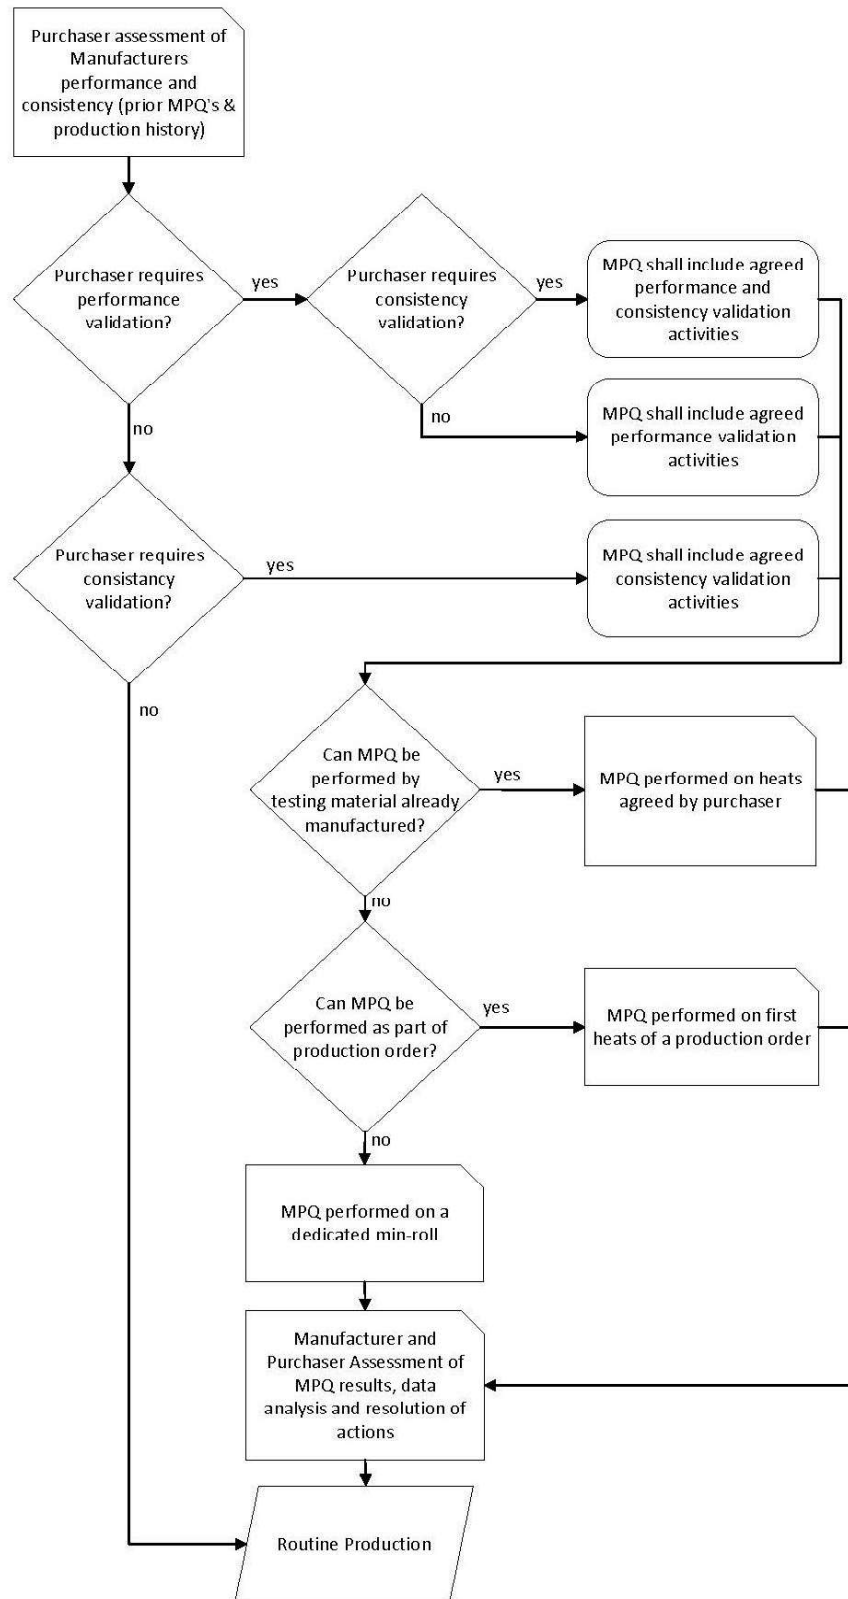 Purchaser assessment of
Manufacturers
performance and
consistency (prior MPQ's &
production history)
Purchaser requires
performance
validation?
yes
Purchaser requires
consistency
validation?
yes
MPQ shall include agreed
performance and
consistency validation
activities
no
no
MPQ shall include agreed
performance validation
activities
Purchaser requires
consistancy
validation?
yes
MPQ shall include agreed
consistency validation
activities
no
Can MPQ be
performed by
testing material already
manufactured?
yes
MPQ performed on heats
agreed by purchaser
no
Can MPQ be
performed as part of
production order?
yes
MPQ performed on first
heats of a production order
no
MPQ performed on a
dedicated min-roll
Manufacturer and
Purchaser Assessment of
MPQ results, data
analysis and resolution of
actions
Routine Production